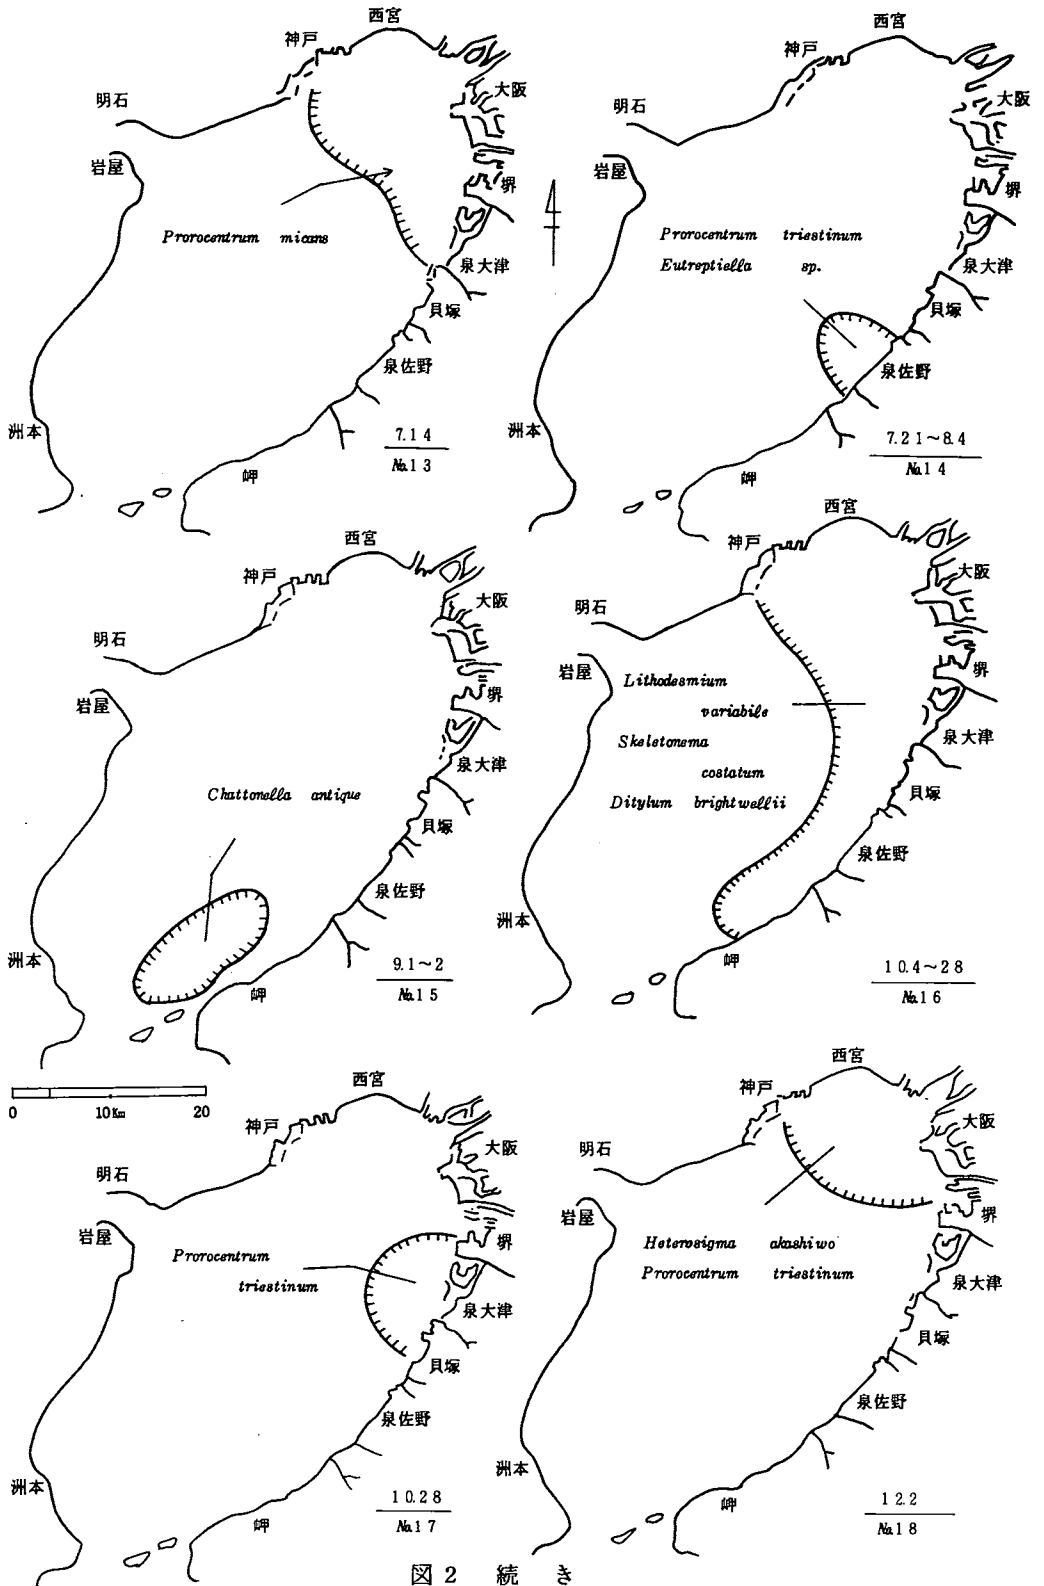 西宮
神戸
明石
大阪
岩屋
堺
Prorocentrum micans
泉大津
貝塚
泉佐野
洲本
7.14
No.13
岬
西宮
神戸
明石
大阪
岩屋
堺
Prorocentrum triestinum
Eutreptiella sp.
泉大津
貝塚
泉佐野
洲本
7.21~8.4
No.14
岬
西宮
神戸
明石
大阪
岩屋
堺
泉大津
Chattonella antique
貝塚
泉佐野
洲本
9.1~2
No.15
岬
西宮
神戸
明石
大阪
岩屋
堺
Lithodesmium
variabile
Skeletonema
costatum
Ditylum brightwellii
泉大津
貝塚
泉佐野
洲本
10.4~28
No.16
岬
0 10Km 20
西宮
神戸
明石
大阪
岩屋
堺
Prorocentrum
triestinum
泉大津
貝塚
泉佐野
洲本
10.28
No.17
岬
西宮
神戸
明石
大阪
岩屋
堺
Heterosigma akashiwo
Prorocentrum triestinum
泉大津
貝塚
泉佐野
洲本
12.2
No.18
岬
図2 続き